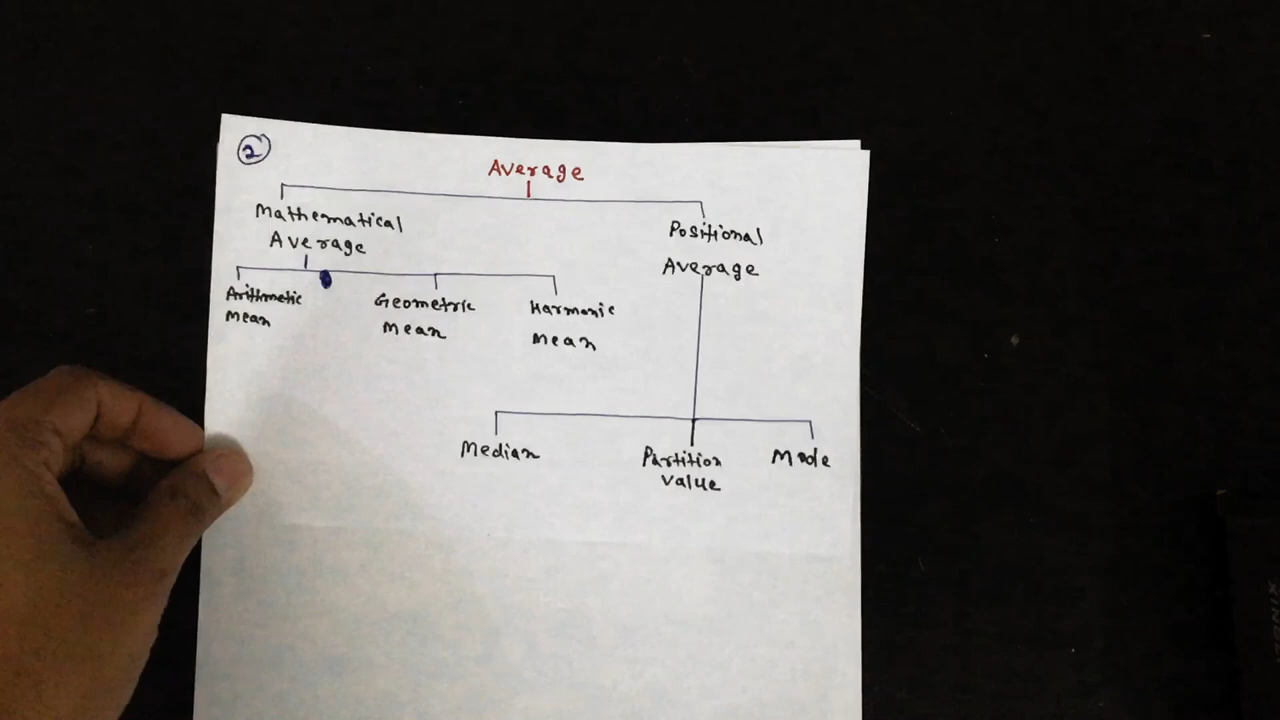 2
Average
Mathematical
Average
Positional
Average
Arithmetic
mean
Geometric
mean
Harmonic
mean
Median
Partition
value
Mode